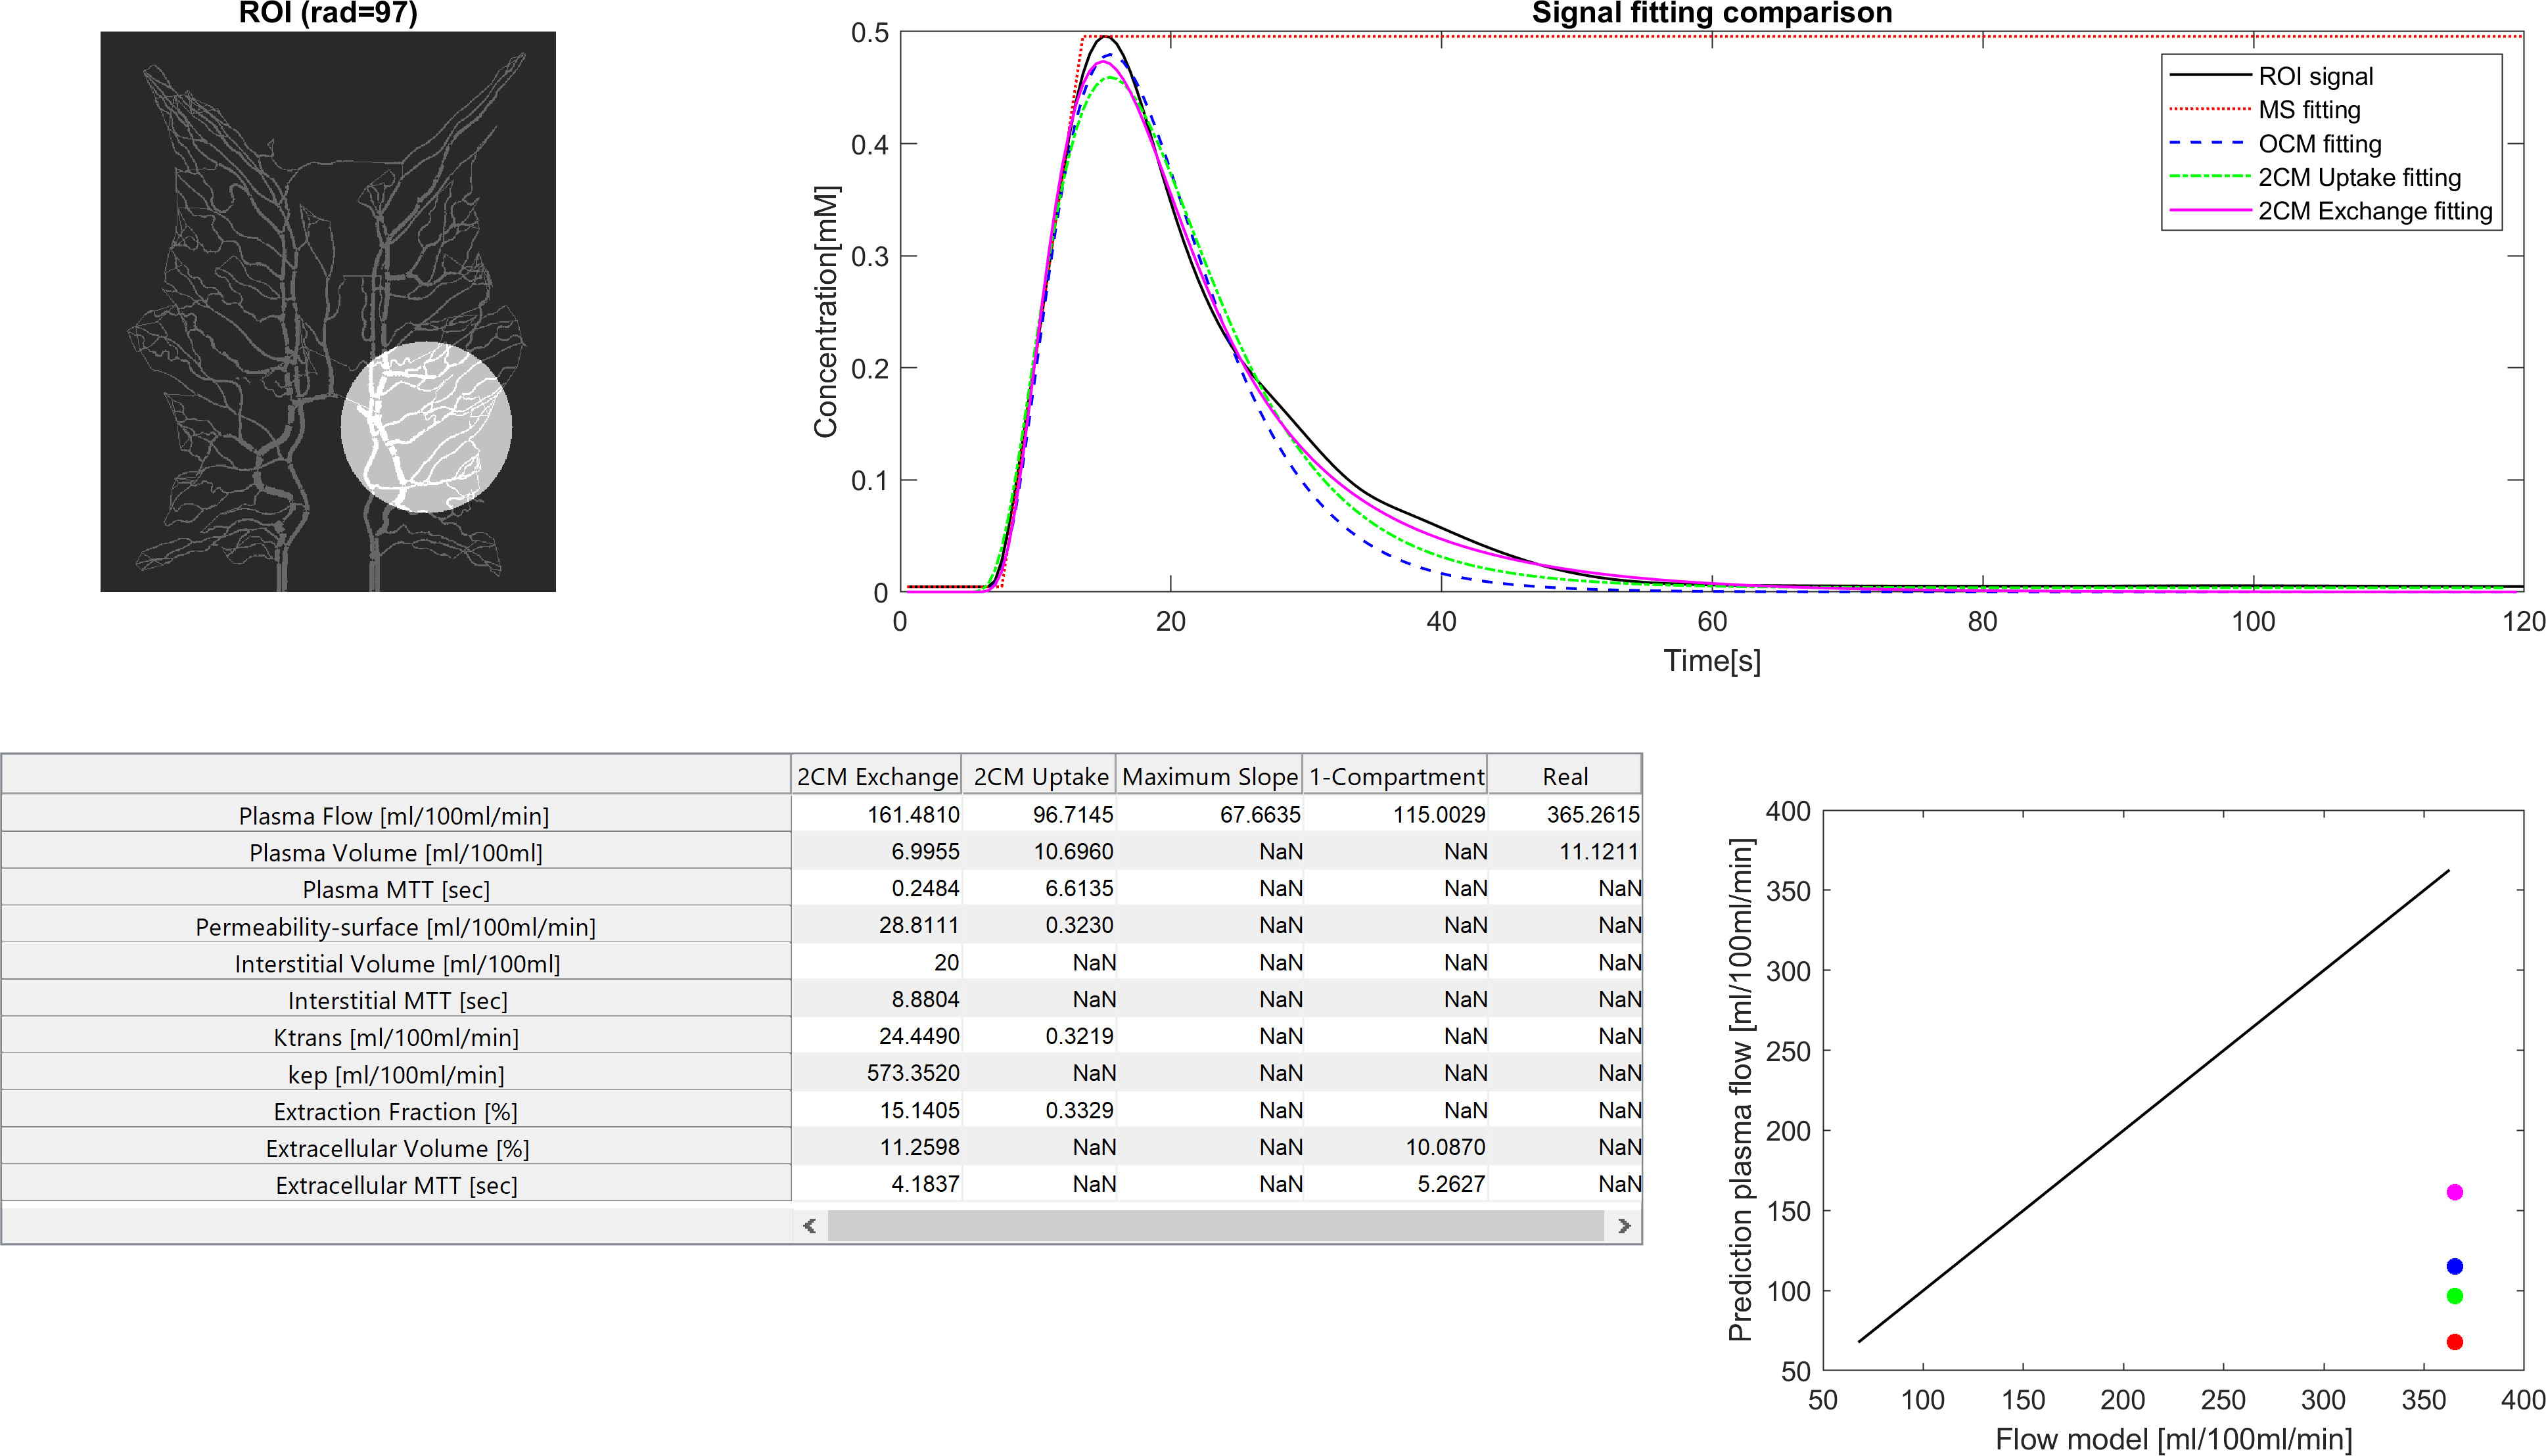 ROI (rad=97)
Signal fitting comparison
Concentration[mM]
0.5
0.4
0.3
0.2
0.1
0
0 20 40 60 80 100 120
Time[s]
ROI signal
MS fitting
OCM fitting
2CM Uptake fitting
2CM Exchange fitting
2CM Exchange 2CM Uptake Maximum Slope 1-Compartment Real
Plasma Flow [ml/100ml/min] 161.4810 96.7145 67.6635 115.0029 365.2615
Plasma Volume [ml/100ml] 6.9955 10.6960 NaN NaN 11.1211
Plasma MTT [sec] 0.2484 6.6135 NaN NaN NaN
Permeability-surface [ml/100ml/min] 28.8111 0.3230 NaN NaN NaN
Interstitial Volume [ml/100ml] 20 NaN NaN NaN NaN
Interstitial MTT [sec] 8.8804 NaN NaN NaN NaN
Ktrans [ml/100ml/min] 24.4490 0.3219 NaN NaN NaN
kep [ml/100ml/min] 573.3520 NaN NaN NaN NaN
Extraction Fraction [%] 15.1405 0.3329 NaN NaN NaN
Extracellular Volume [%] 11.2598 NaN NaN 10.0870 NaN
Extracellular MTT [sec] 4.1837 NaN NaN 5.2627 NaN
Prediction plasma flow [ml/100ml/min]
400
350
300
250
200
150
100
50
50 100 150 200 250 300 350 400
Flow model [ml/100ml/min]